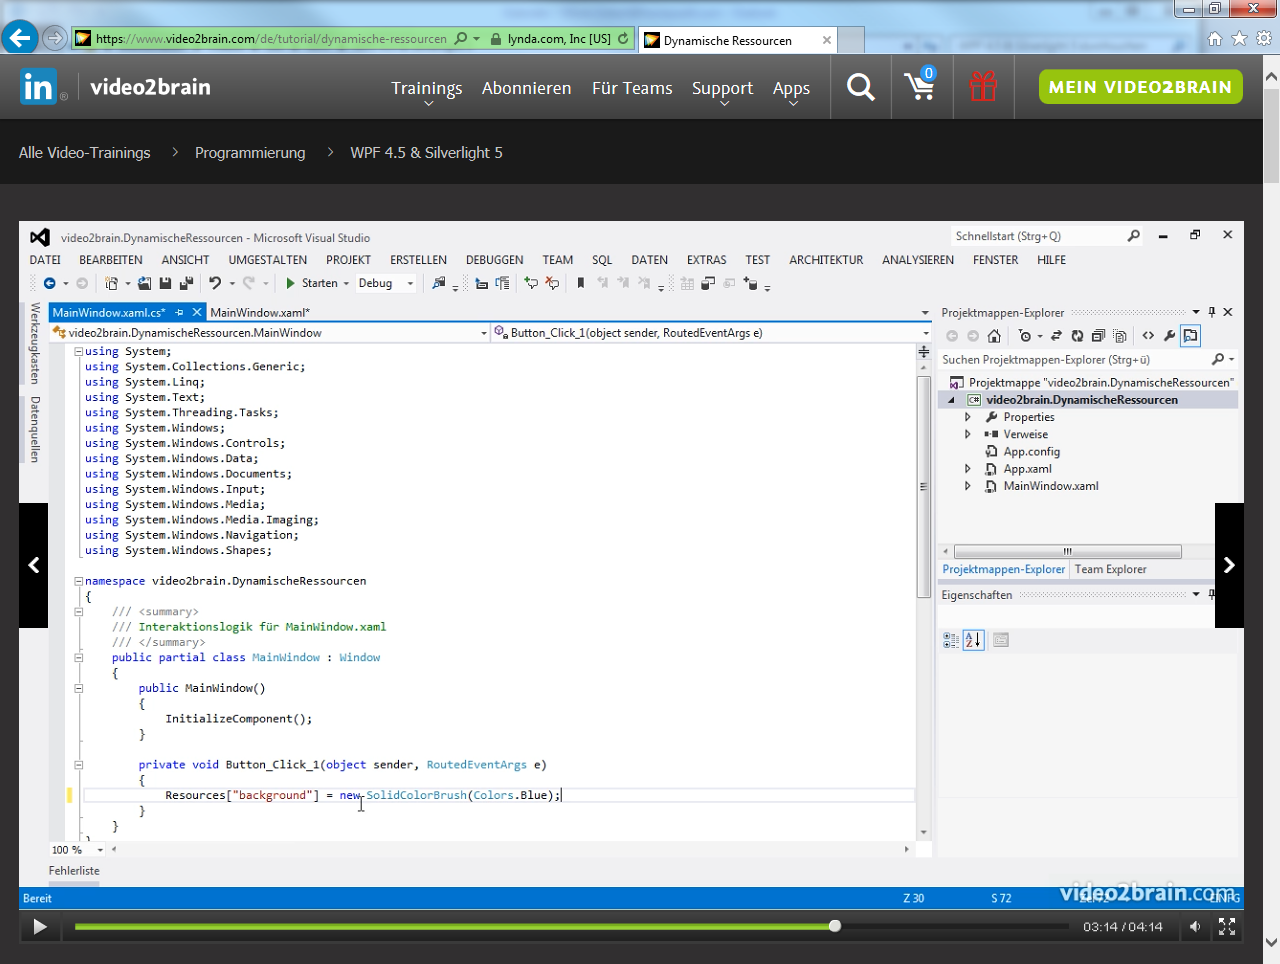 https://www.video2brain.com/de/tutorial/dynamische-ressourcen
lynda.com, Inc [US]
Dynamische Ressourcen
in
®
video2brain
Trainings
Abonnieren
Für Teams
Support
Apps
0
MEIN VIDEO2BRAIN
Alle Video-Trainings
Programmierung
WPF 4.5 & Silverlight 5
video2brain.DynamischeRessourcen - Microsoft Visual Studio
Schnellstart (Strg+Q)
DATEI BEARBEITEN ANSICHT UMGESTALTEN PROJEKT ERSTELLEN DEBUGGEN TEAM SQL DATEN EXTRAS TEST ARCHITEKTUR ANALYSIEREN FENSTER HILFE
Starten
Debug
Werkzeugkasten
Datenquellen
MainWindow.xaml.cs*
MainWindow.xaml*
video2brain.DynamischeRessourcen.MainWindow
Button_Click_1(object sender, RoutedEventArgs e)
using System;
using System.Collections.Generic;
using System.Linq;
using System.Text;
using System.Threading.Tasks;
using System.Windows;
using System.Windows.Controls;
using System.Windows.Data;
using System.Windows.Documents;
using System.Windows.Input;
using System.Windows.Media;
using System.Windows.Media.Imaging;
using System.Windows.Navigation;
using System.Windows.Shapes;
namespace video2brain.DynamischeRessourcen
{
/// <summary>
/// Interaktionslogik für MainWindow.xaml
/// </summary>
public partial class MainWindow : Window
{
public MainWindow()
{
InitializeComponent();
}
private void Button_Click_1(object sender, RoutedEventArgs e)
{
Resources["background"] = new SolidColorBrush(Colors.Blue);
}
}
}
100 %
Fehlerliste
Projektmappen-Explorer
Suchen Projektmappen-Explorer (Strg+ü)
Projektmappe "video2brain.DynamischeRessourcen"
C# video2brain.DynamischeRessourcen
Properties
Verweise
App.config
App.xaml
MainWindow.xaml
Projektmappen-Explorer
Team Explorer
Eigenschaften
Bereit
Z 30
S 72
video2brain.com
03:14 / 04:14